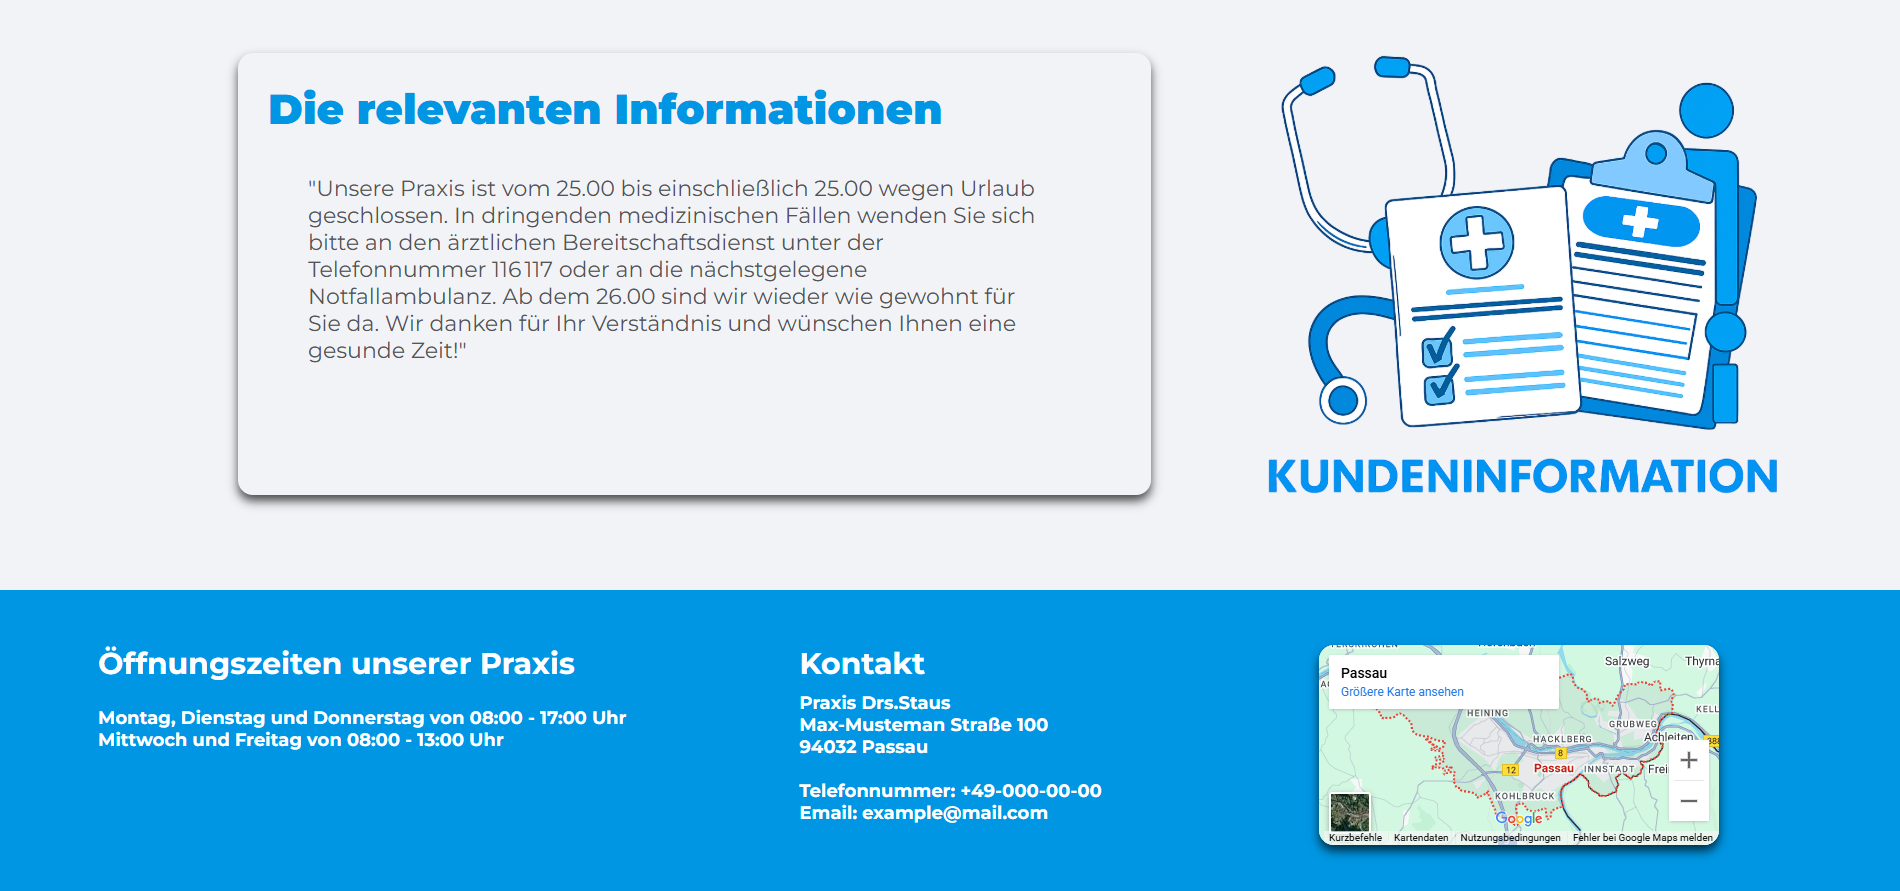 Die relevanten Informationen
"Unsere Praxis ist vom 25.00 bis einschließlich 25.00 wegen Urlaub
geschlossen. In dringenden medizinischen Fällen wenden Sie sich
bitte an den ärztlichen Bereitschaftsdienst unter der
Telefonnummer 116 117 oder an die nächstgelegene
Notfallambulanz. Ab dem 26.00 sind wir wieder wie gewohnt für
Sie da. Wir danken für Ihr Verständnis und wünschen Ihnen eine
gesunde Zeit!"
KUNDENINFORMATION
Öffnungszeiten unserer Praxis
Montag, Dienstag und Donnerstag von 08:00 - 17:00 Uhr
Mittwoch und Freitag von 08:00 - 13:00 Uhr
Kontakt
Praxis Drs.Staus
Max-Musteman Straße 100
94032 Passau
Telefonnummer: +49-000-00-00
Email: example@mail.com
Passau
Größere Karte ansehen
Salzweg
HEINING
GRUBWEG
HACKLBERG
Achleiten
8
12
Passau
INNSTADT
KOHLBRUCK
Google
Kurzbefehle
Kartendaten
Nutzungsbedingungen
Fehler bei Google Maps melden